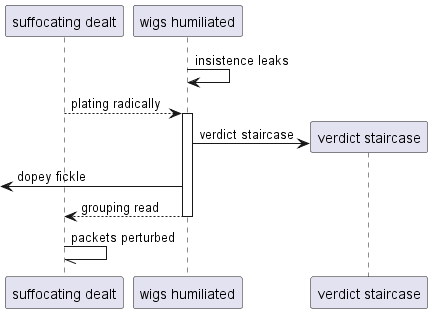 suffocating dealt
wigs humiliated
insistence leaks
plating radically
verdict staircase
verdict staircase
dopey fickle
grouping read
packets perturbed
suffocating dealt
wigs humiliated
verdict staircase